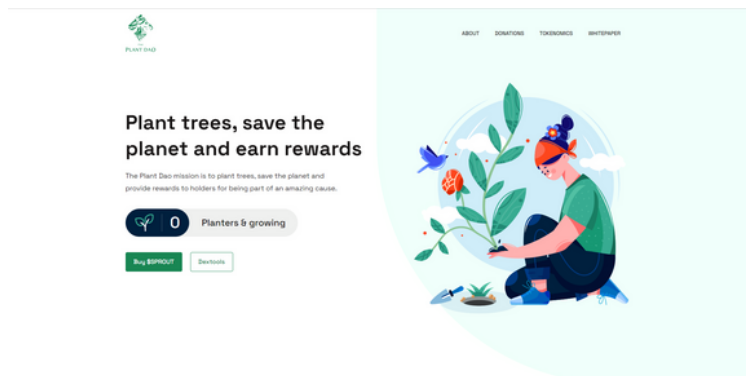 PLANT DAO
ABOUT DONATIONS TOKENOMICS WHITEPAPER
Plant trees, save the
planet and earn rewards
The Plant Dao mission is to plant trees, save the planet and
provide rewards to holders for being part of an amazing cause.
0 Planters & growing
Buy $SPROUT Dextools